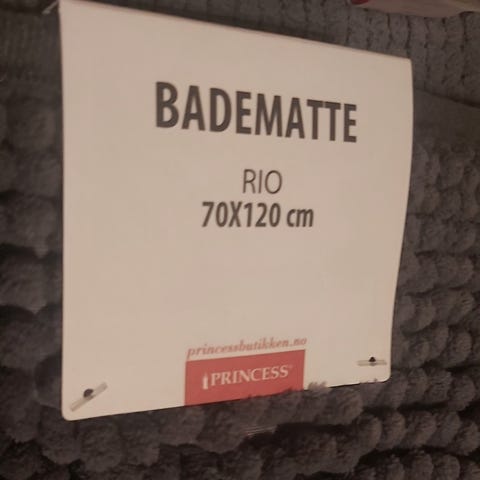 BADEMATTE
RIO
70X120 cm
princessbutikken.no
PRINCESS®